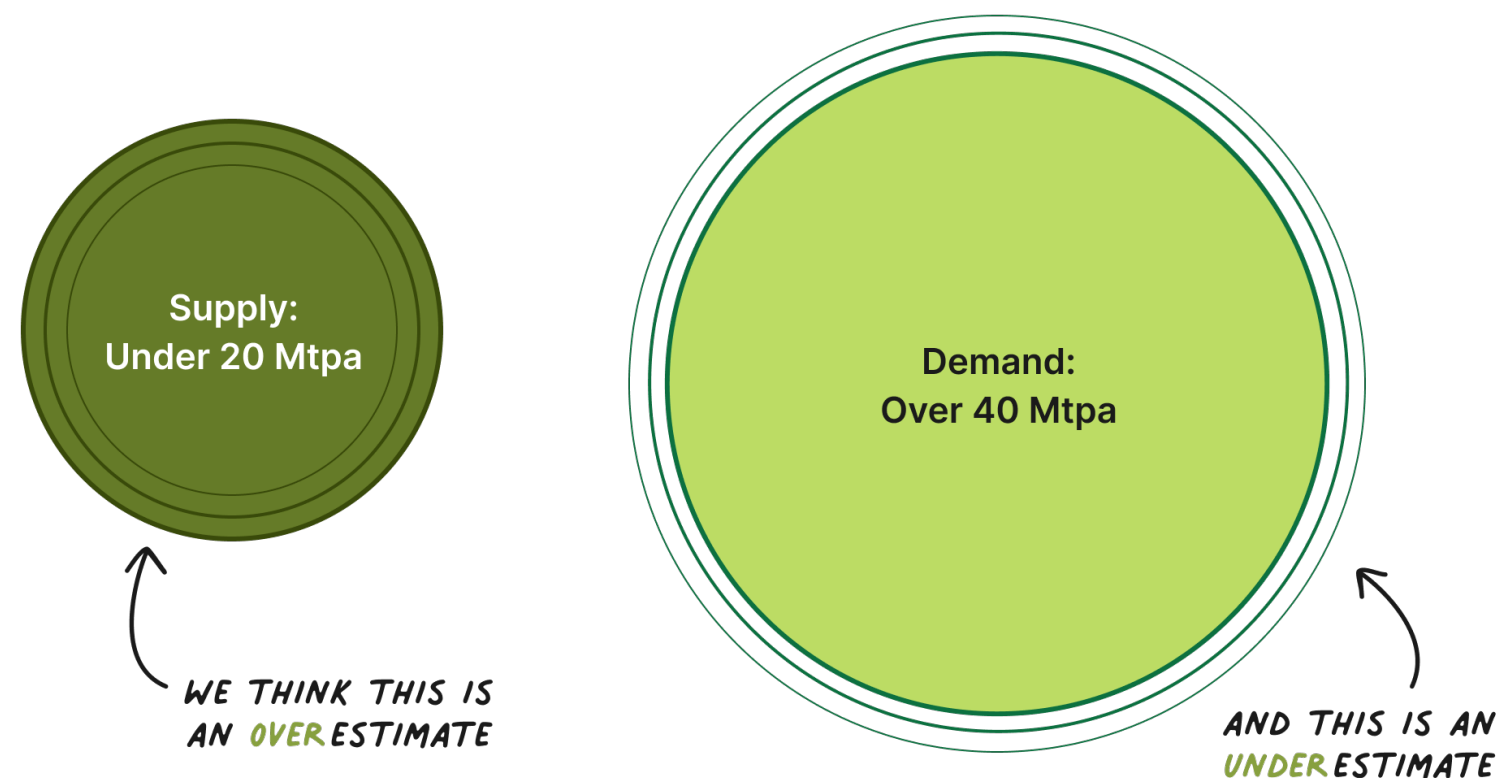 Supply:
Under 20 Mtpa
Demand:
Over 40 Mtpa
WE THINK THIS IS
AN OVERESTIMATE
AND THIS IS AN
UNDERESTIMATE